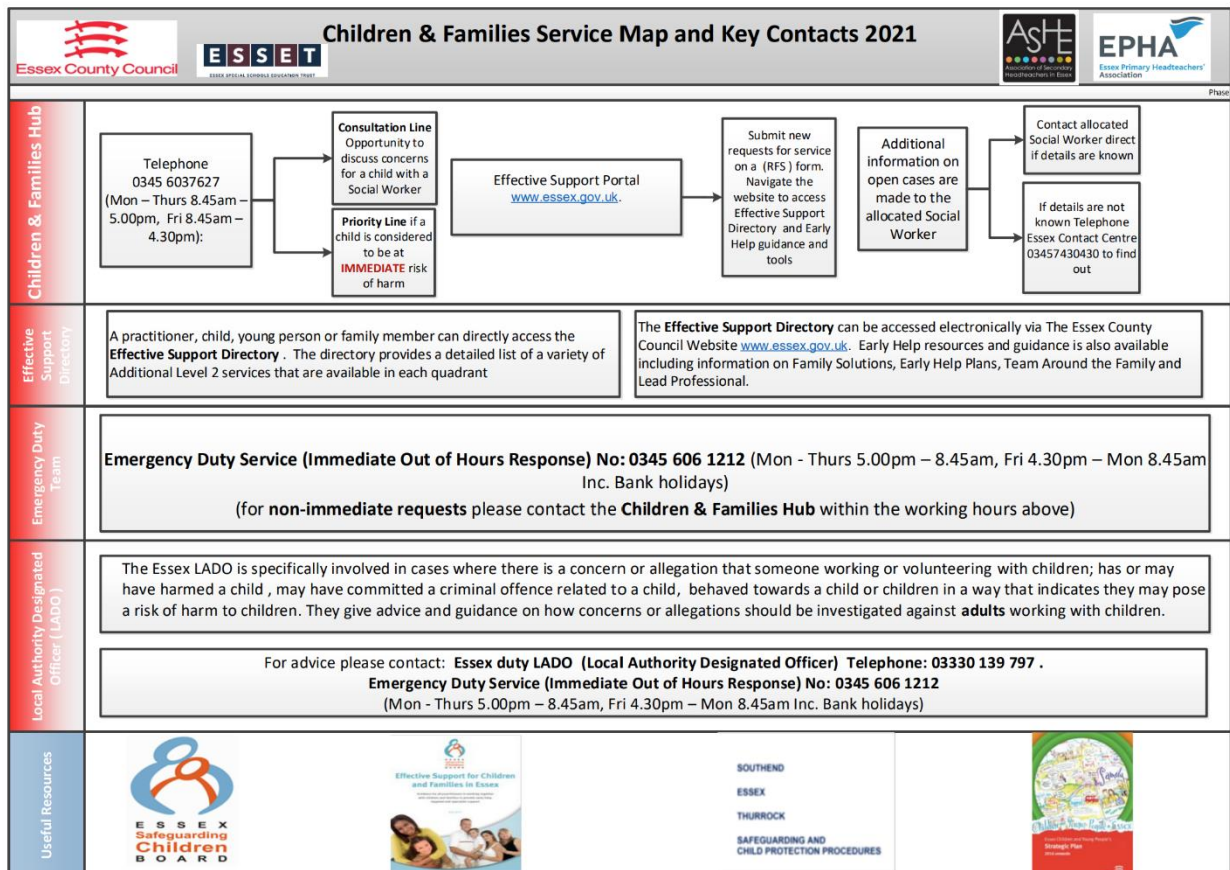 Children & Families Service Map and Key Contacts 2021
Essex County Council
ESSET
ESSEX SPECIAL SCHOOLS EDUCATION TRUST
ASHE
Association of Secondary
Headteachers in Essex
EPHA
Essex Primary Headteachers'
Association
Phase
Children & Families Hub
Telephone
0345 6037627
(Mon – Thurs 8.45am –
5.00pm, Fri 8.45am –
4.30pm):
Consultation Line
Opportunity to
discuss concerns
for a child with a
Social Worker
Priority Line if a
child is considered
to be at
IMMEDIATE risk
of harm
Effective Support Portal
www.essex.gov.uk.
Submit new
requests for service
on a (RFS ) form.
Navigate the
website to access
Effective Support
Directory and Early
Help guidance and
tools
Additional
information on
open cases are
made to the
allocated Social
Worker
Contact allocated
Social Worker direct
if details are known
If details are not
known Telephone
Essex Contact Centre
03457430430 to find
out
Effective
Support
Directory
A practitioner, child, young person or family member can directly access the
Effective Support Directory . The directory provides a detailed list of a variety of
Additional Level 2 services that are available in each quadrant
The Effective Support Directory can be accessed electronically via The Essex County
Council Website www.essex.gov.uk. Early Help resources and guidance is also available
including information on Family Solutions, Early Help Plans, Team Around the Family and
Lead Professional.
Emergency Duty
Team
Emergency Duty Service (Immediate Out of Hours Response) No: 0345 606 1212 (Mon - Thurs 5.00pm – 8.45am, Fri 4.30pm – Mon 8.45am
Inc. Bank holidays)
(for non-immediate requests please contact the Children & Families Hub within the working hours above)
Local Authority Designated
Officer ( LADO )
The Essex LADO is specifically involved in cases where there is a concern or allegation that someone working or volunteering with children; has or may
have harmed a child , may have committed a criminal offence related to a child, behaved towards a child or children in a way that indicates they may pose
a risk of harm to children. They give advice and guidance on how concerns or allegations should be investigated against adults working with children.
For advice please contact: Essex duty LADO (Local Authority Designated Officer) Telephone: 03330 139 797 .
Emergency Duty Service (Immediate Out of Hours Response) No: 0345 606 1212
(Mon - Thurs 5.00pm – 8.45am, Fri 4.30pm – Mon 8.45am Inc. Bank holidays)
Useful Resources
ESSEX
Safeguarding
Children
BOARD
Effective Support for Children
and Families in Essex
SOUTHEND
ESSEX
THURROCK
SAFEGUARDING AND
CHILD PROTECTION PROCEDURES
Strategic Plan